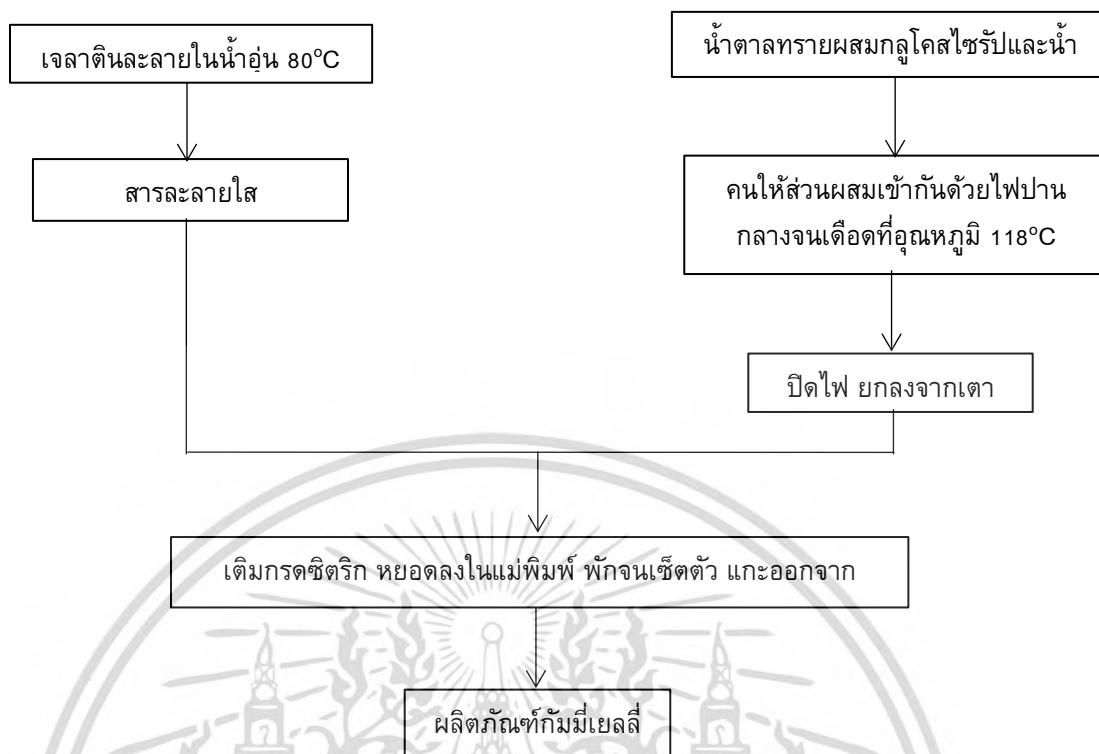 เจลาตินละลายในน้ำอุ่น 80°C
น้ำตาลทรายผสมกลูโคสไซรัปและน้ำ
สารละลายใส
คนให้ส่วนผสมเข้ากันด้วยไฟปาน
กลางจนเดือดที่อุณหภูมิ 118°C
ปิดไฟ ยกลงจากเตา
เติมกรดซิตริก หยอดลงในแม่พิมพ์ พักจนเซ็ตตัว แกะออกจาก
ผลิตภัณฑ์กัมมี่เยลลี่